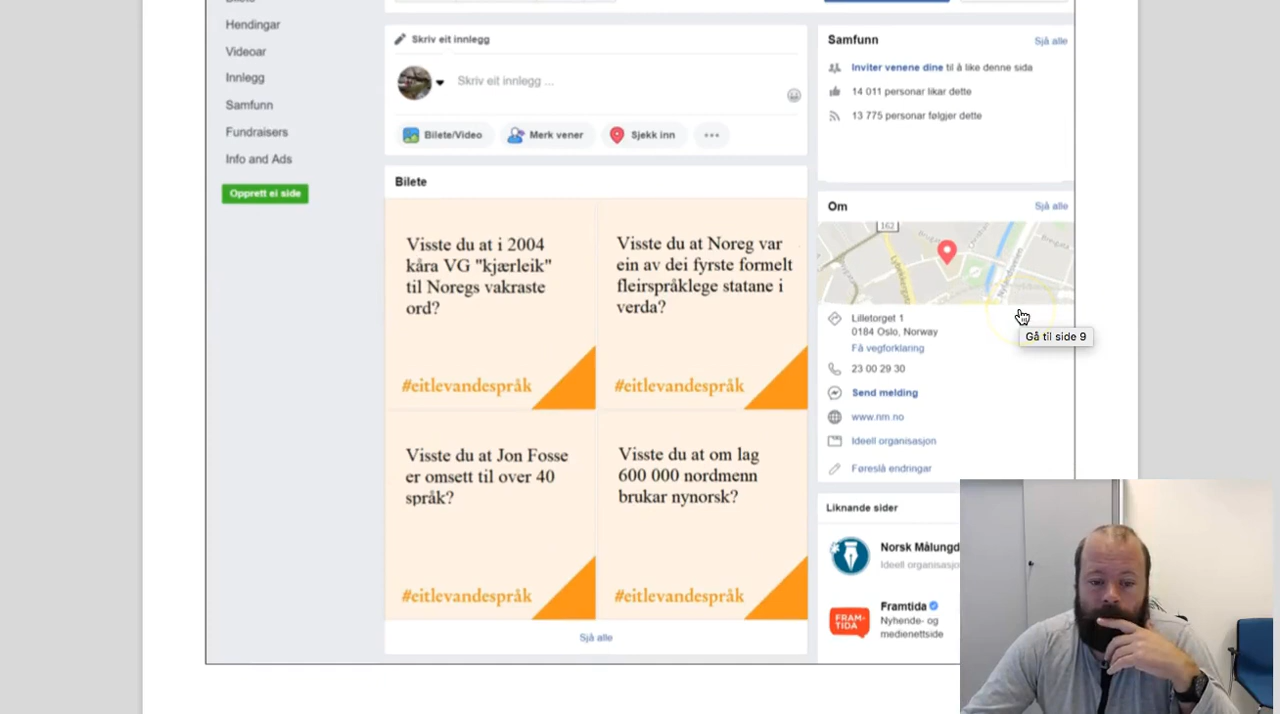 Hendingar
Videoar
Innlegg
Samfunn
Fundraisers
Info and Ads
Opprett ei side
Skriv eit innlegg
Skriv eit innlegg ...
Bilete/Video
Merk vener
Sjekk inn
Bilete
Visste du at i 2004
kåra VG "kjærleik"
til Noregs vakraste
ord?
#eitlevandespråk
Visste du at Noreg var
ein av dei fyrste formelt
fleirspråklege statane i
verda?
#eitlevandespråk
Visste du at Jon Fosse
er omsett til over 40
språk?
#eitlevandespråk
Visste du at om lag
600 000 nordmenn
brukar nynorsk?
#eitlevandespråk
Sjå alle
Samfunn
Sjå alle
Inviter venene dine til å like denne sida
14 011 personar likar dette
13 775 personar følgjer dette
Om
Sjå alle
162
Lilletorget 1
0184 Oslo, Norway
Få vegforklaring
23 00 29 30
Send melding
www.nm.no
Ideell organisasjon
Føreslå endringar
Gå til side 9
Liknande sider
Norsk Målungd
Ideell organisasjo
Framtida
Nyhende- og
medienettside
FRAM-
TIDA